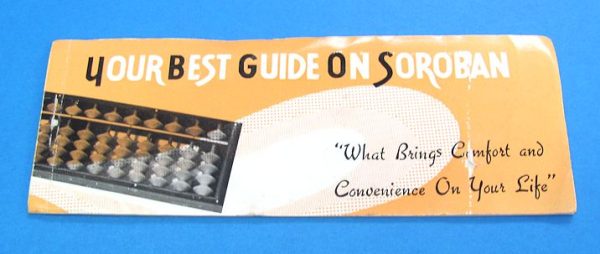 YOUR BEST GUIDE ON SOROBAN
"What Brings Comfort and
Convenience On Your Life"